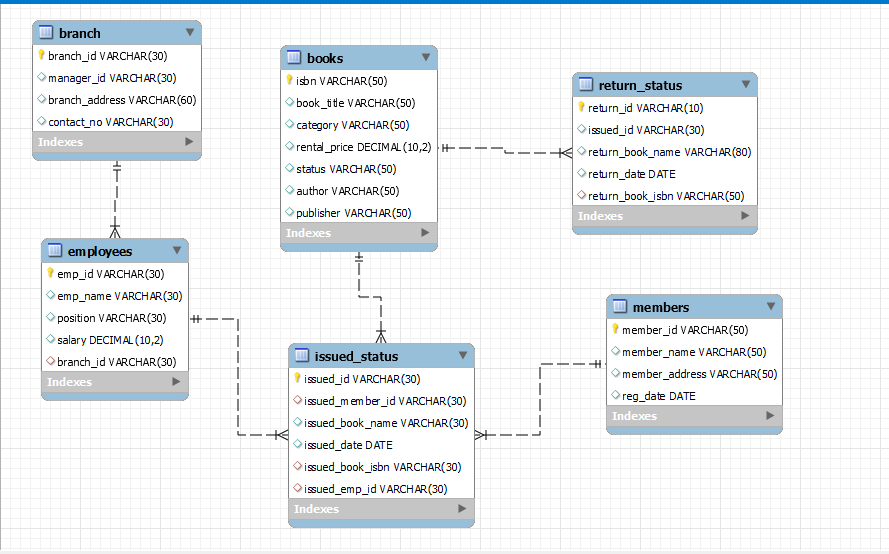 branch
branch_id VARCHAR(30)
manager_id VARCHAR(30)
branch_address VARCHAR(60)
contact_no VARCHAR(30)
Indexes
books
isbn VARCHAR(50)
book_title VARCHAR(50)
category VARCHAR(50)
rental_price DECIMAL(10,2)
status VARCHAR(50)
author VARCHAR(50)
publisher VARCHAR(50)
Indexes
return_status
return_id VARCHAR(10)
issued_id VARCHAR(30)
return_book_name VARCHAR(80)
return_date DATE
return_book_isbn VARCHAR(50)
Indexes
employees
emp_id VARCHAR(30)
emp_name VARCHAR(30)
position VARCHAR(30)
salary DECIMAL(10,2)
branch_id VARCHAR(30)
Indexes
issued_status
issued_id VARCHAR(30)
issued_member_id VARCHAR(30)
issued_book_name VARCHAR(30)
issued_date DATE
issued_book_isbn VARCHAR(30)
issued_emp_id VARCHAR(30)
Indexes
members
member_id VARCHAR(50)
member_name VARCHAR(50)
member_address VARCHAR(50)
reg_date DATE
Indexes